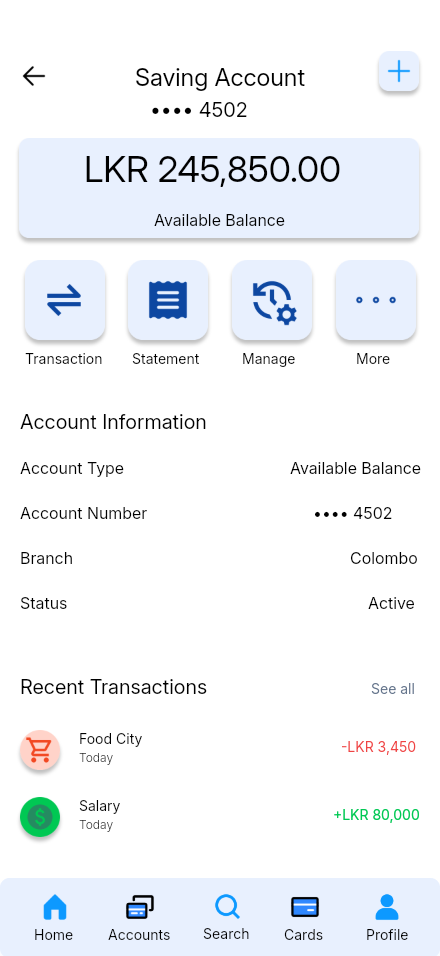 Saving Account
•••• 4502
LKR 245,850.00
Available Balance
Transaction Statement Manage More
Account Information
Account Type Available Balance
Account Number •••• 4502
Branch Colombo
Status Active
Recent Transactions See all
Food City
Today
-LKR 3,450
Salary
Today
+LKR 80,000
Home Accounts Search Cards Profile